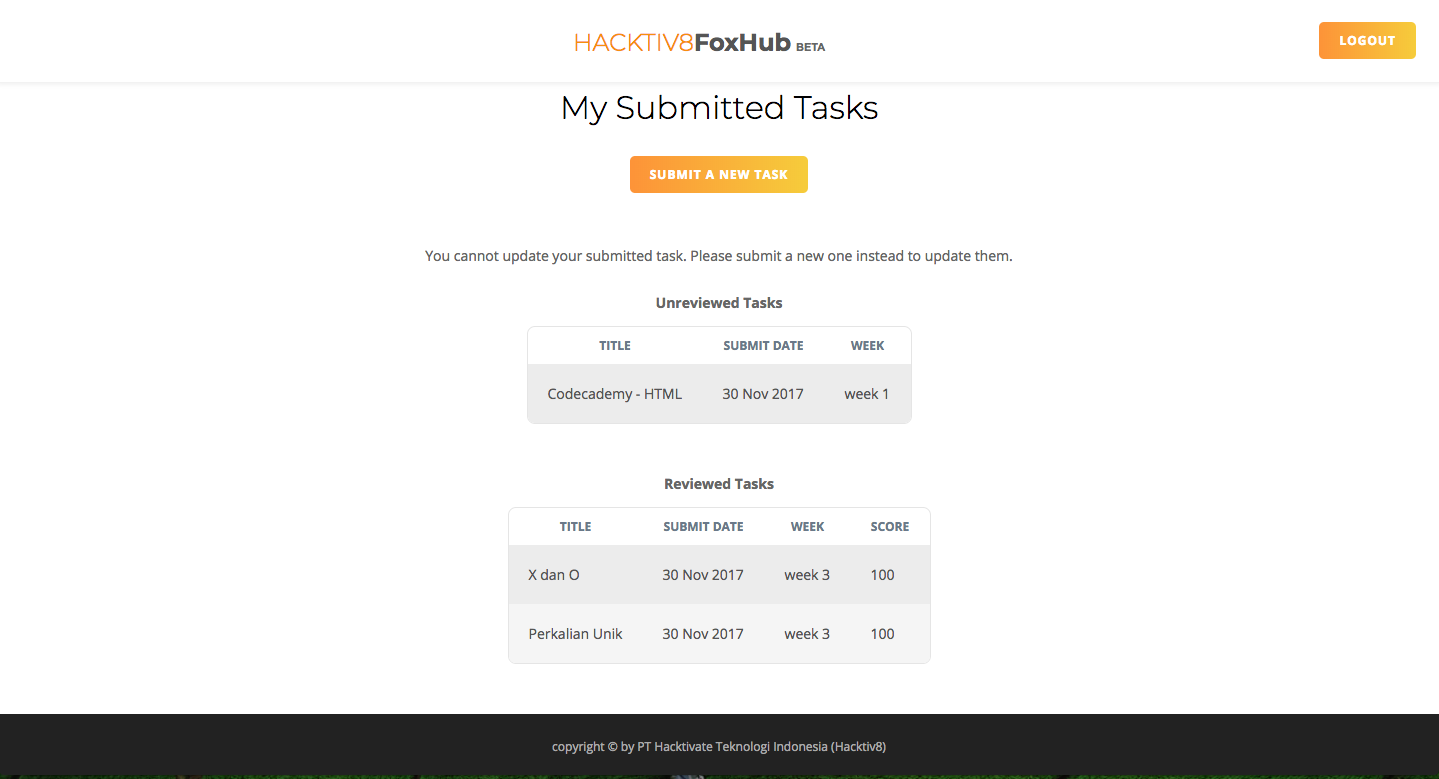 HACKTIV8FoxHub BETA
LOGOUT
My Submitted Tasks
SUBMIT A NEW TASK
You cannot update your submitted task. Please submit a new one instead to update them.
Unreviewed Tasks
TITLE SUBMIT DATE WEEK
Codecademy - HTML 30 Nov 2017 week 1
Reviewed Tasks
TITLE SUBMIT DATE WEEK SCORE
X dan O 30 Nov 2017 week 3 100
Perkalian Unik 30 Nov 2017 week 3 100
copyright © by PT Hacktivate Teknologi Indonesia (Hacktiv8)